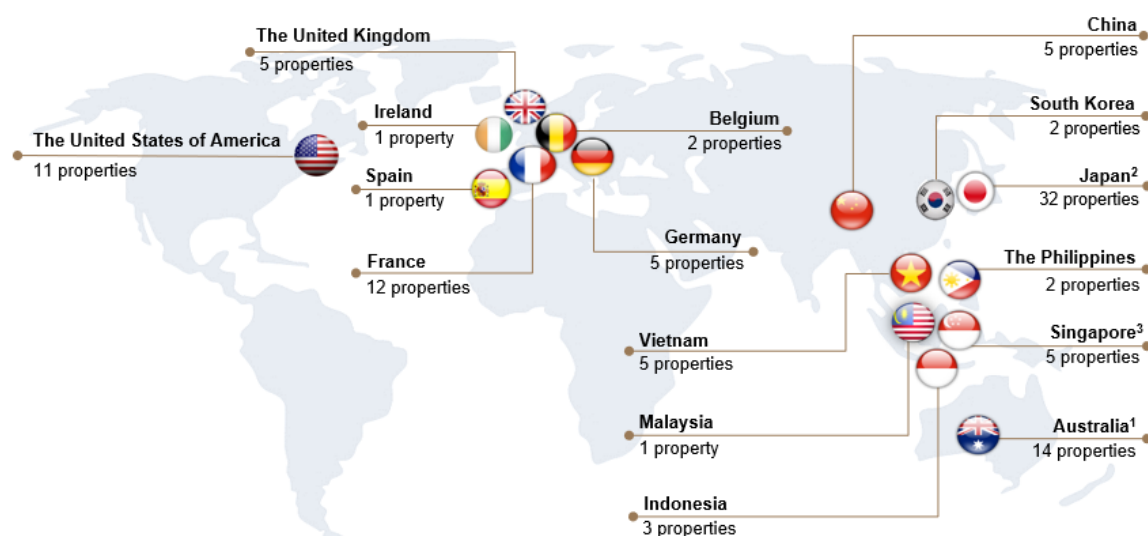 The United Kingdom
5 properties
Ireland
1 property
The United States of America
11 properties
Spain
1 property
France
12 properties
Belgium
2 properties
Germany
5 properties
China
5 properties
South Korea
2 properties
Japan²
32 properties
The Philippines
2 properties
Vietnam
5 properties
Singapore³
5 properties
Malaysia
1 property
Australia¹
14 properties
Indonesia
3 properties